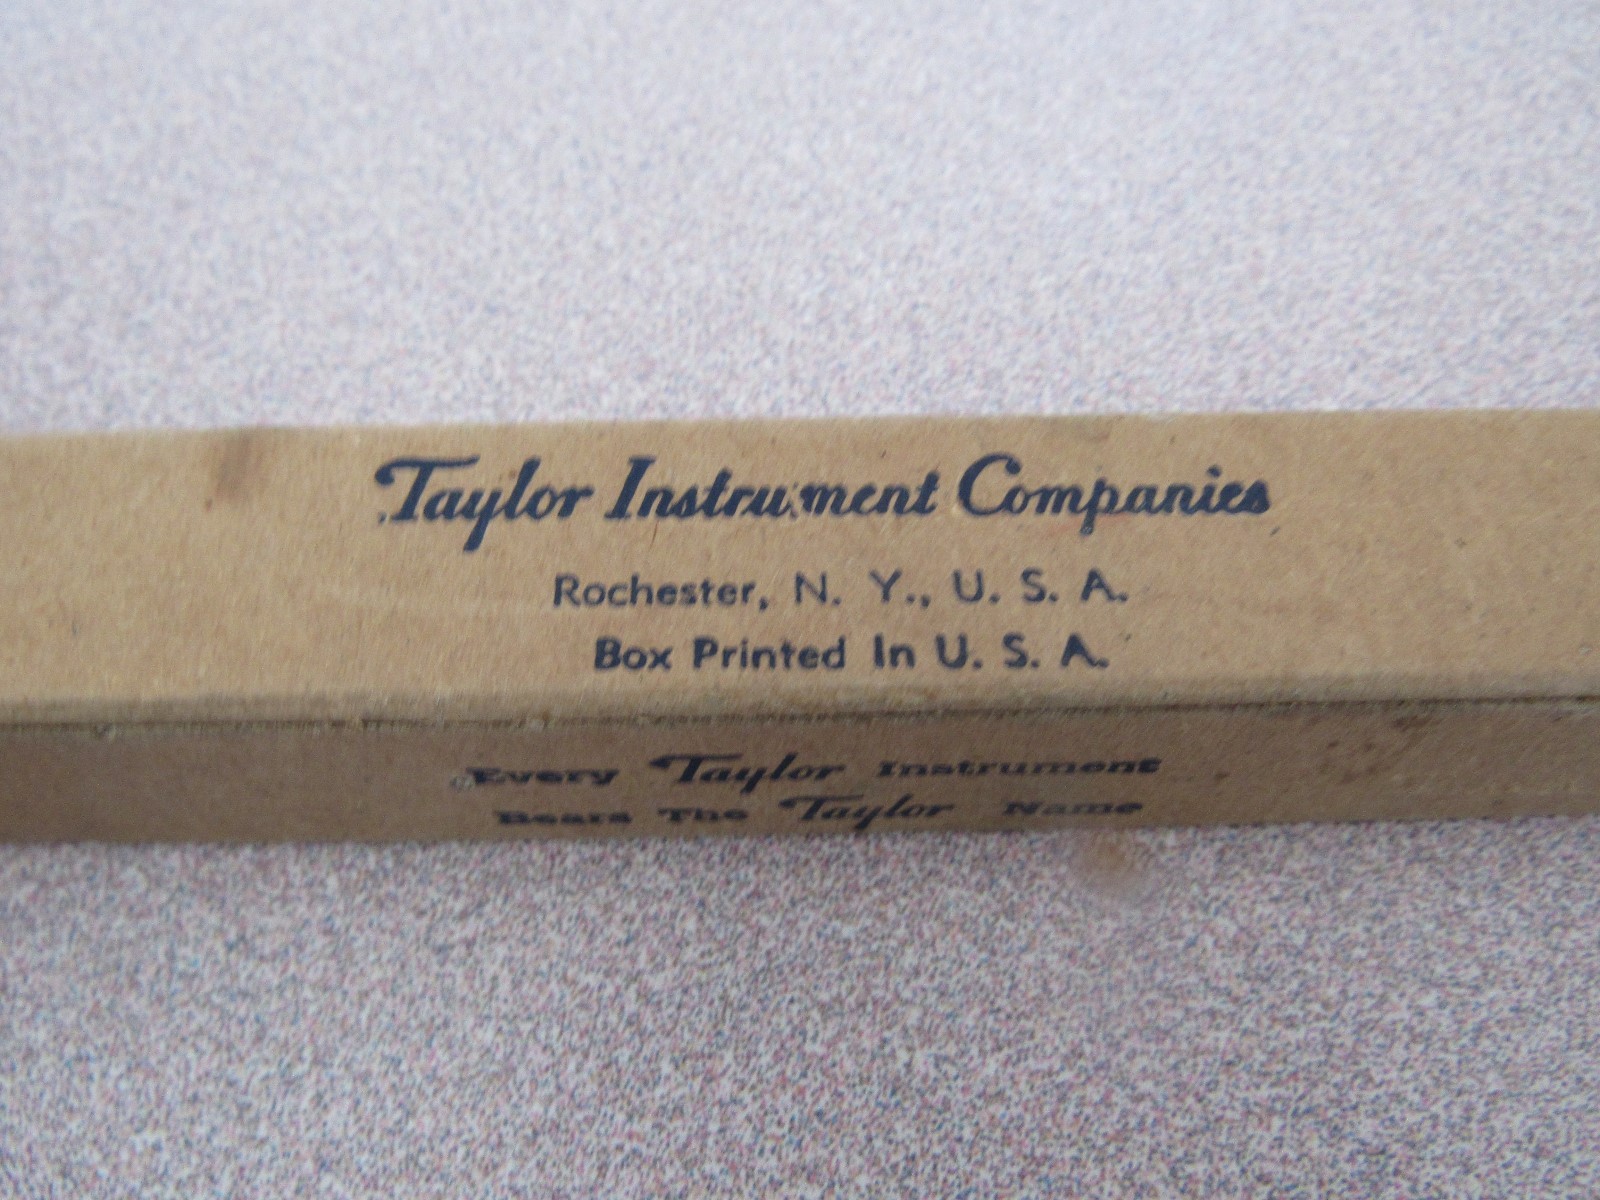 Taylor Instrument Companies
Rochester, N. Y., U. S. A.
Box Printed In U. S. A.
Every Taylor Instrument
Bears The Taylor Name